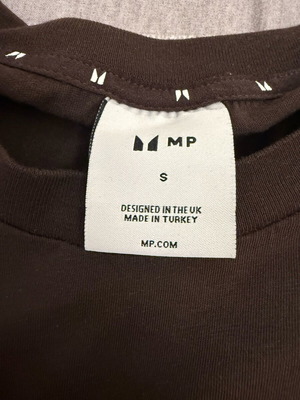 MP
S
DESIGNED IN THE UK
MADE IN TURKEY
MP.COM